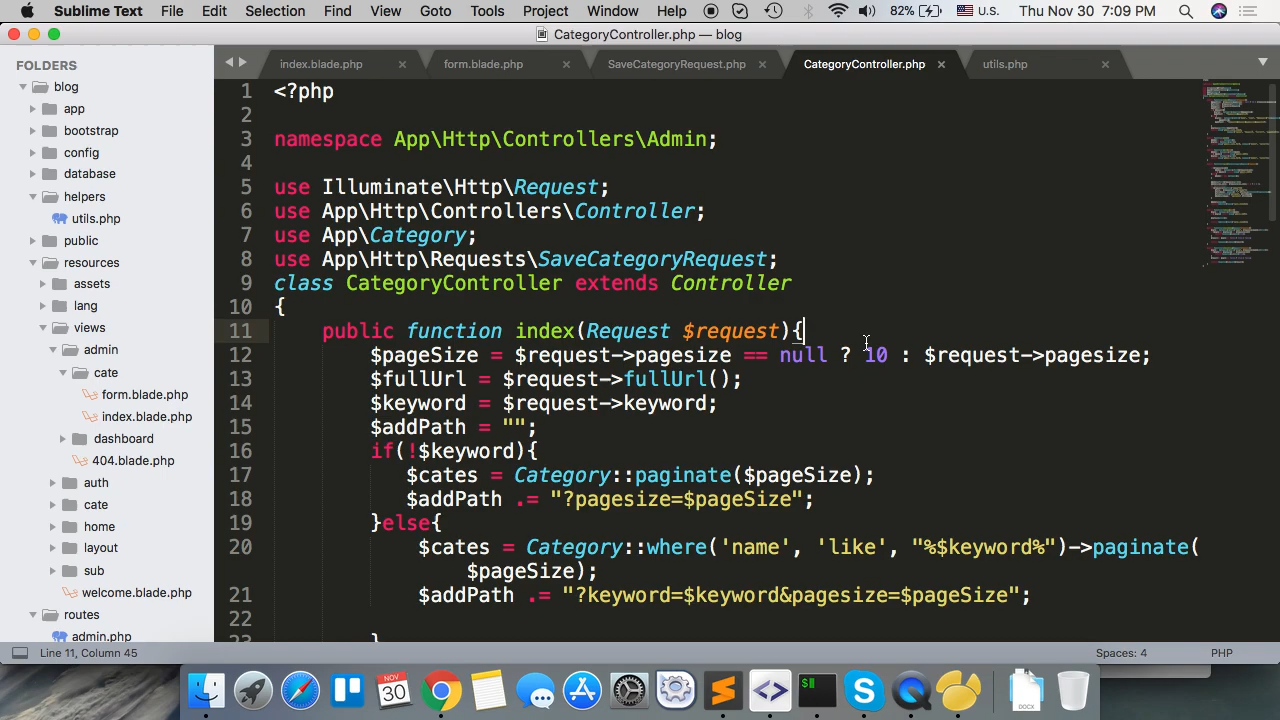 Sublime Text File Edit Selection Find View Goto Tools Project Window Help 82% U.S. Thu Nov 30 7:09 PM
CategoryController.php — blog
FOLDERS
blog
app
bootstrap
config
database
helpers
utils.php
public
resources
assets
lang
views
admin
cate
form.blade.php
index.blade.php
dashboard
404.blade.php
auth
cate
home
layout
sub
welcome.blade.php
routes
admin.php
index.blade.php form.blade.php SaveCategoryRequest.php CategoryController.php utils.php
1 <?php
2
3 namespace App\Http\Controllers\Admin;
4
5 use Illuminate\Http\Request;
6 use App\Http\Controllers\Controller;
7 use App\Category;
8 use App\Http\Requests\SaveCategoryRequest;
9 class CategoryController extends Controller
10 {
11 public function index(Request $request){
12 $pageSize = $request->pagesize == null ? 10 : $request->pagesize;
13 $fullUrl = $request->fullUrl();
14 $keyword = $request->keyword;
15 $addPath = "";
16 if(!$keyword){
17 $cates = Category::paginate($pageSize);
18 $addPath .= "?pagesize=$pageSize";
19 }else{
20 $cates = Category::where('name', 'like', "%$keyword%")->paginate(
$pageSize);
21 $addPath .= "?keyword=$keyword&pagesize=$pageSize";
22
23 }
Line 11, Column 45 Spaces: 4 PHP
NOV
30
$
DOCX